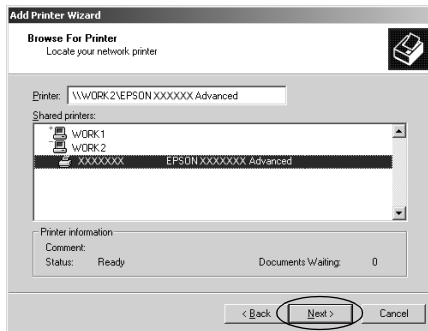 Add Printer Wizard
Browse For Printer
Locate your network printer
Printer: \\WORK2\EPSON XXXXXX Advanced
Shared printers:
WORK1
WORK2
XXXXXXX EPSON XXXXXXX Advanced
Printer information
Comment:
Status: Ready Documents Waiting: 0
< Back Next > Cancel